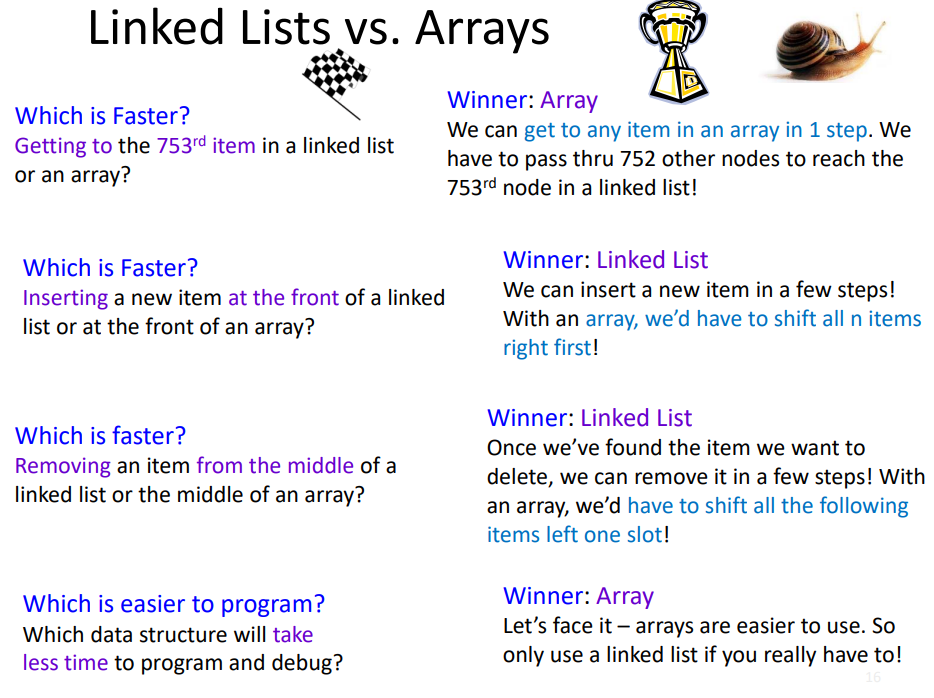 Linked Lists vs. Arrays
Which is Faster?
Getting to the 753rd item in a linked list
or an array?
Winner: Array
We can get to any item in an array in 1 step. We
have to pass thru 752 other nodes to reach the
753rd node in a linked list!
Which is Faster?
Inserting a new item at the front of a linked
list or at the front of an array?
Winner: Linked List
We can insert a new item in a few steps!
With an array, we’d have to shift all n items
right first!
Which is faster?
Removing an item from the middle of a
linked list or the middle of an array?
Winner: Linked List
Once we’ve found the item we want to
delete, we can remove it in a few steps! With
an array, we’d have to shift all the following
items left one slot!
Which is easier to program?
Which data structure will take
less time to program and debug?
Winner: Array
Let’s face it – arrays are easier to use. So
only use a linked list if you really have to!
16